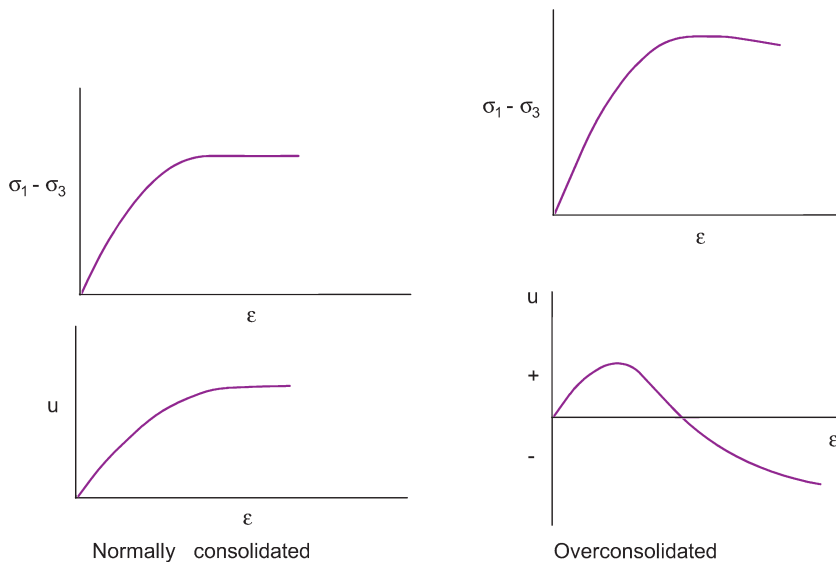 σ1 - σ3
ε
u
ε
Normally consolidated
σ1 - σ3
ε
u
+
-
ε
Overconsolidated